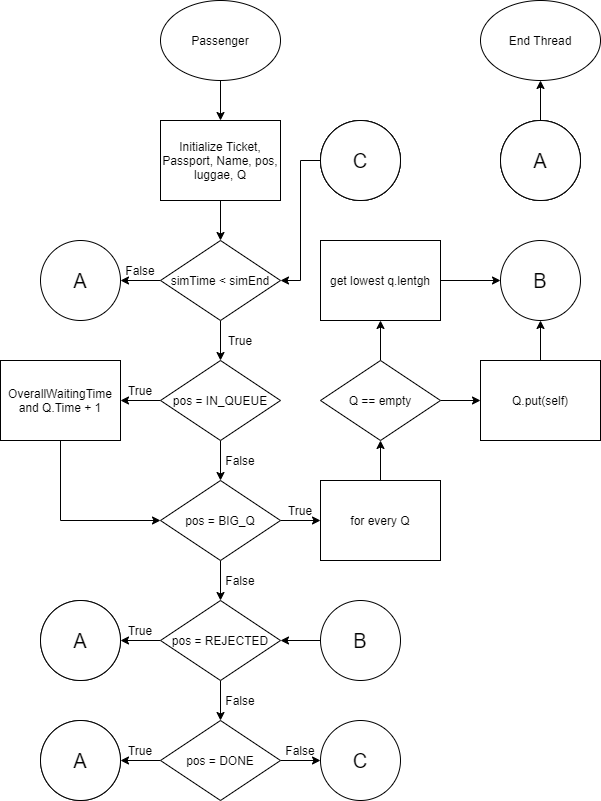 Passenger
End Thread
Initialize Ticket,
Passport, Name, pos,
luggae, Q
C
A
A
False
simTime < simEnd
get lowest q.lentgh
B
True
OverallWaitingTime
and Q.Time + 1
True
pos = IN_QUEUE
Q == empty
Q.put(self)
False
pos = BIG_Q
True
for every Q
False
A
True
pos = REJECTED
B
False
A
True
pos = DONE
False
C